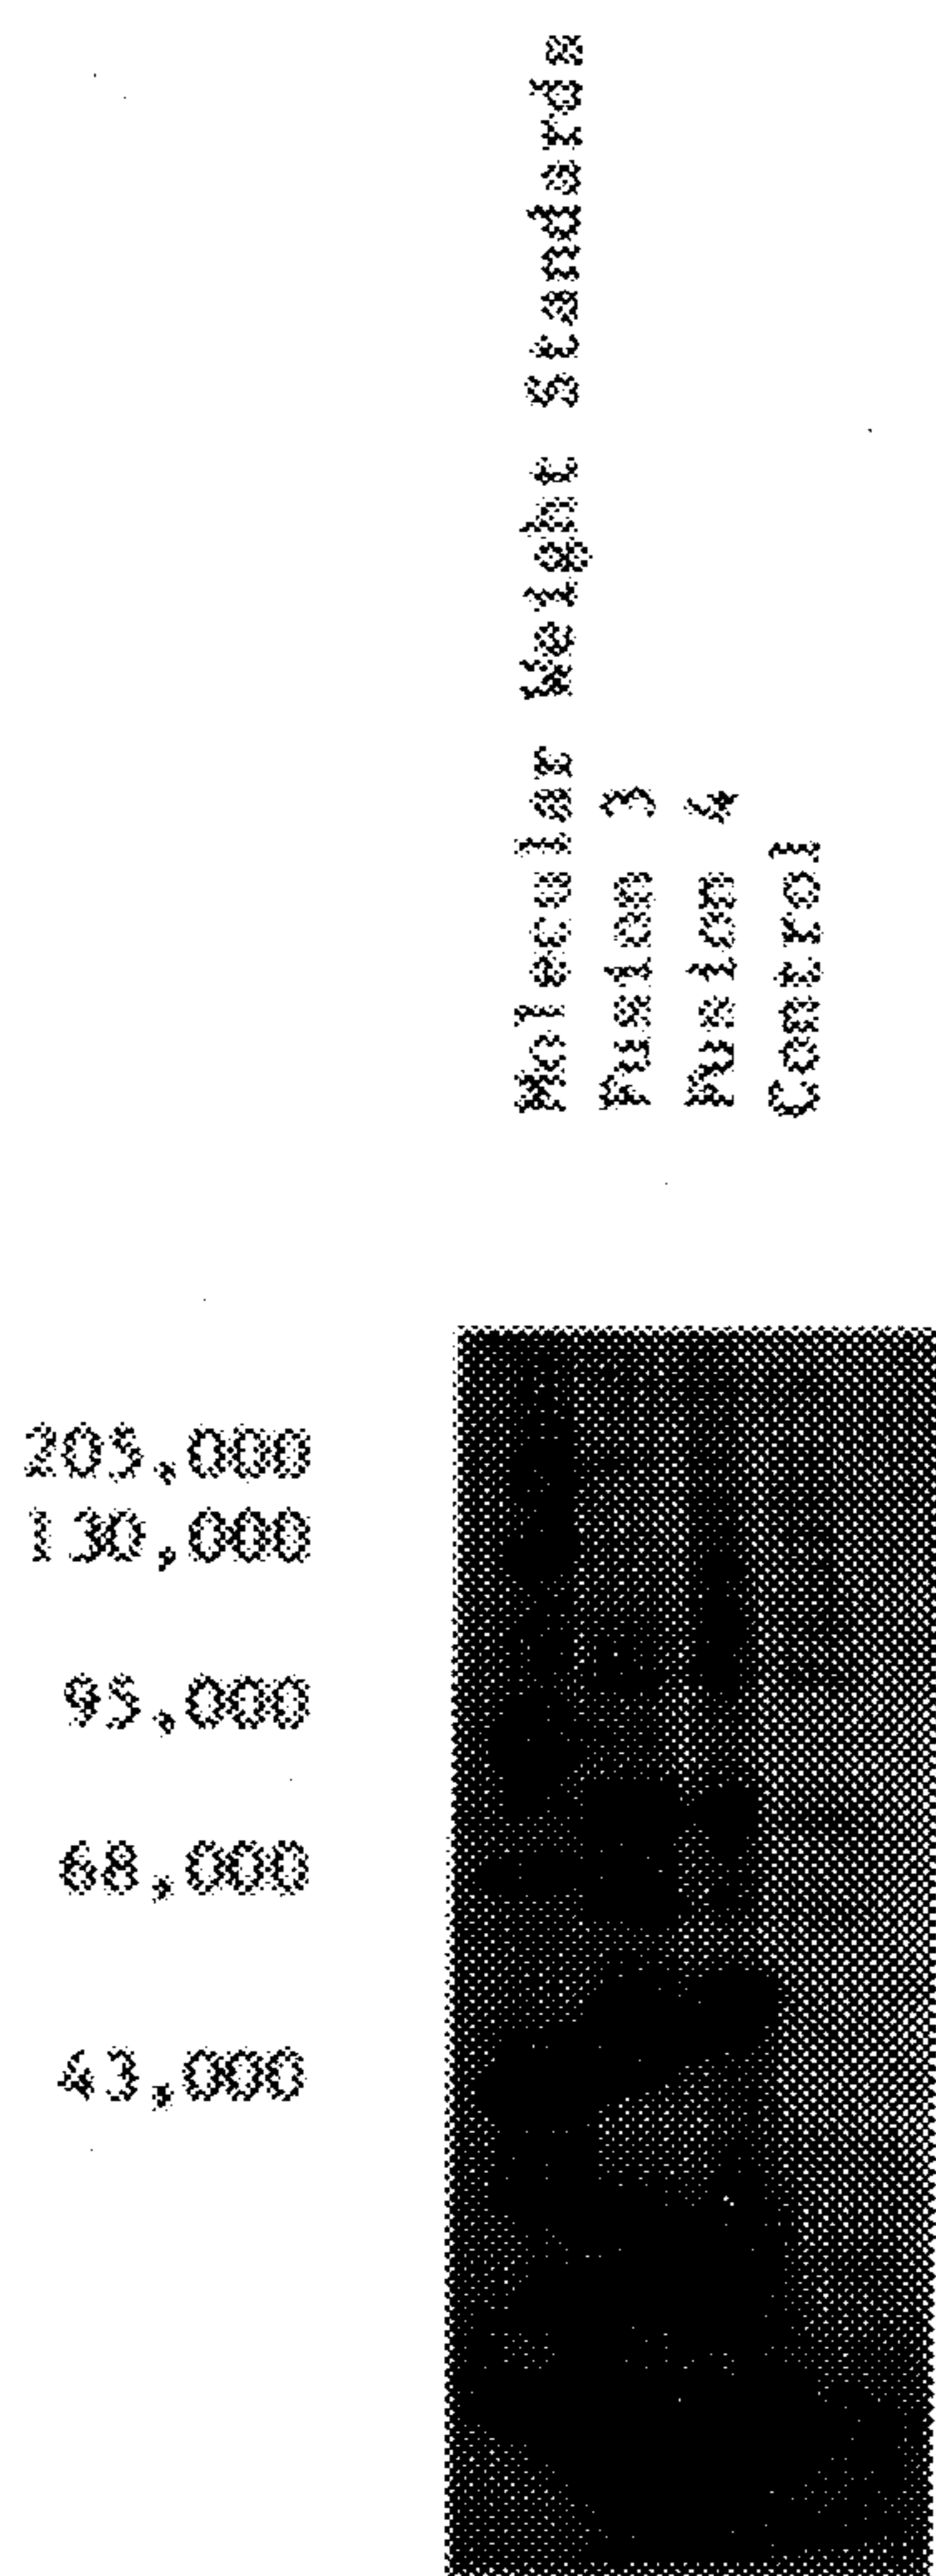 Molecular Weight Standards
Fusion 3
Fusion 4
Control
205,000
130,000
95,000
68,000
43,000